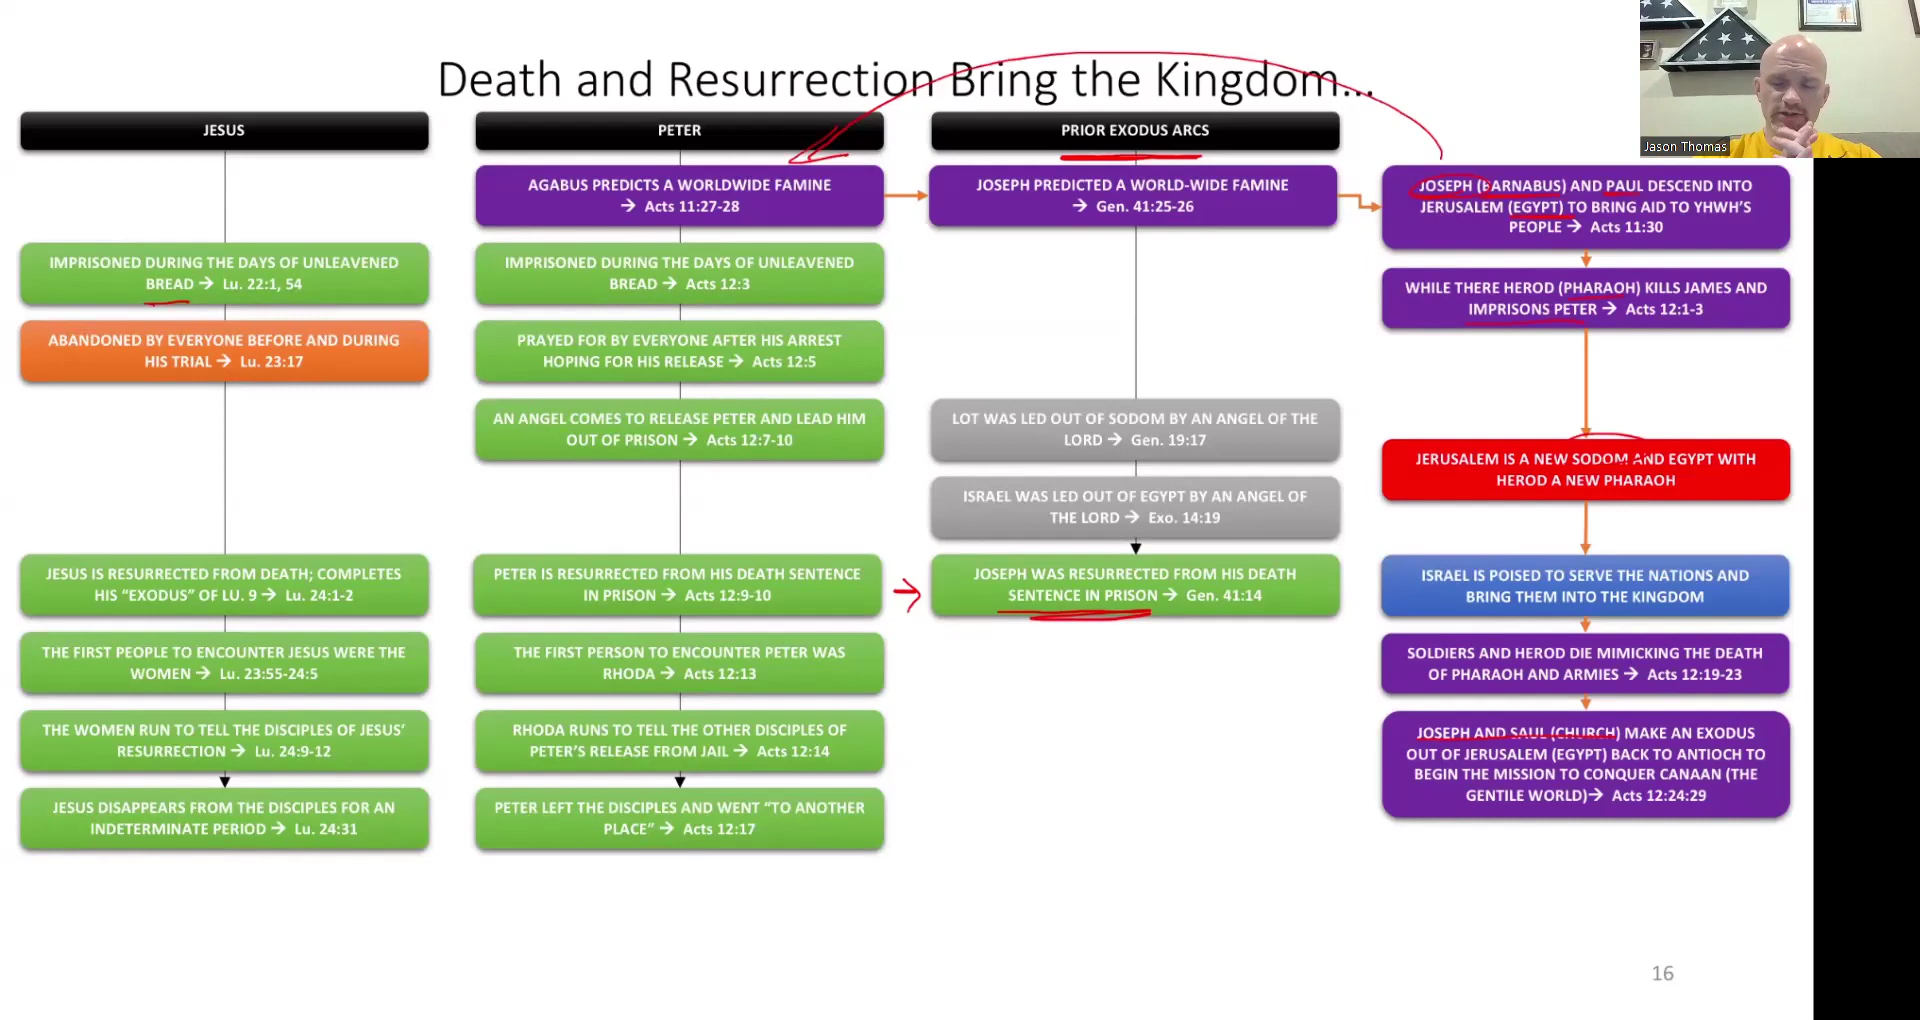 Death and Resurrection Bring the Kingdom...
Jason Thomas
JESUS
IMPRISONED DURING THE DAYS OF UNLEAVENED
BREAD → Lu. 22:1, 54
ABANDONED BY EVERYONE BEFORE AND DURING
HIS TRIAL → Lu. 23:17
JESUS IS RESURRECTED FROM DEATH; COMPLETES
HIS “EXODUS” OF LU. 9 → Lu. 24:1-2
THE FIRST PEOPLE TO ENCOUNTER JESUS WERE THE
WOMEN → Lu. 23:55-24:5
THE WOMEN RUN TO TELL THE DISCIPLES OF JESUS’
RESURRECTION → Lu. 24:9-12
JESUS DISAPPEARS FROM THE DISCIPLES FOR AN
INDETERMINATE PERIOD → Lu. 24:31
PETER
AGABUS PREDICTS A WORLDWIDE FAMINE
→ Acts 11:27-28
IMPRISONED DURING THE DAYS OF UNLEAVENED
BREAD → Acts 12:3
PRAYED FOR BY EVERYONE AFTER HIS ARREST
HOPING FOR HIS RELEASE → Acts 12:5
AN ANGEL COMES TO RELEASE PETER AND LEAD HIM
OUT OF PRISON → Acts 12:7-10
PETER IS RESURRECTED FROM HIS DEATH SENTENCE
IN PRISON → Acts 12:9-10
THE FIRST PERSON TO ENCOUNTER PETER WAS
RHODA → Acts 12:13
RHODA RUNS TO TELL THE OTHER DISCIPLES OF
PETER’S RELEASE FROM JAIL → Acts 12:14
PETER LEFT THE DISCIPLES AND WENT “TO ANOTHER
PLACE” → Acts 12:17
PRIOR EXODUS ARCS
JOSEPH PREDICTED A WORLD-WIDE FAMINE
→ Gen. 41:25-26
LOT WAS LED OUT OF SODOM BY AN ANGEL OF THE
LORD → Gen. 19:17
ISRAEL WAS LED OUT OF EGYPT BY AN ANGEL OF
THE LORD → Exo. 14:19
JOSEPH WAS RESURRECTED FROM HIS DEATH
SENTENCE IN PRISON → Gen. 41:14
JOSEPH (BARNABUS) AND PAUL DESCEND INTO
JERUSALEM (EGYPT) TO BRING AID TO YHWH’S
PEOPLE → Acts 11:30
WHILE THERE HEROD (PHARAOH) KILLS JAMES AND
IMPRISONS PETER → Acts 12:1-3
JERUSALEM IS A NEW SODOM AND EGYPT WITH
HEROD A NEW PHARAOH
ISRAEL IS POISED TO SERVE THE NATIONS AND
BRING THEM INTO THE KINGDOM
SOLDIERS AND HEROD DIE MIMICKING THE DEATH
OF PHARAOH AND ARMIES → Acts 12:19-23
JOSEPH AND SAUL (CHURCH) MAKE AN EXODUS
OUT OF JERUSALEM (EGYPT) BACK TO ANTIOCH TO
BEGIN THE MISSION TO CONQUER CANAAN (THE
GENTILE WORLD)→ Acts 12:24:29
16